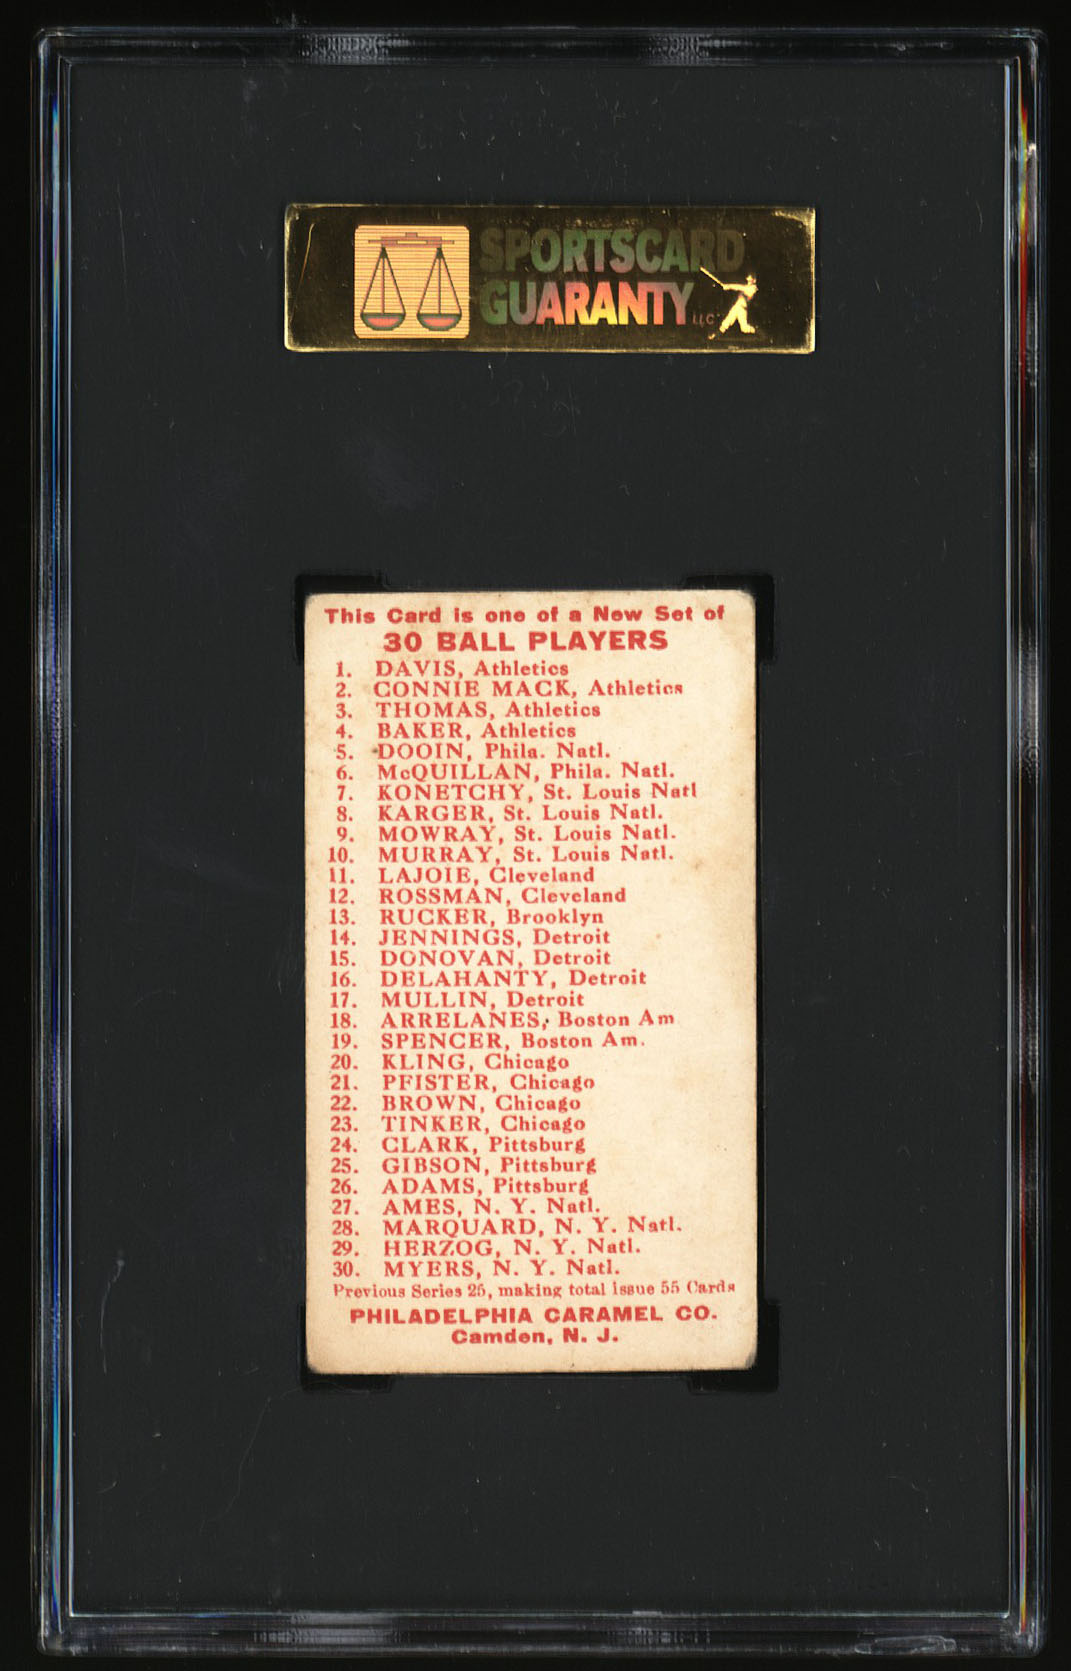 SPORTSCARD
GUARANTY LLC
This Card is one of a New Set of
30 BALL PLAYERS
1. DAVIS, Athletics
2. CONNIE MACK, Athletics
3. THOMAS, Athletics
4. BAKER, Athletics
5. DOOIN, Phila. Natl.
6. McQUILLAN, Phila. Natl.
7. KONETCHY, St. Louis Natl
8. KARGER, St. Louis Natl.
9. MOWRAY, St. Louis Natl.
10. MURRAY, St. Louis Natl.
11. LAJOIE, Cleveland
12. ROSSMAN, Cleveland
13. RUCKER, Brooklyn
14. JENNINGS, Detroit
15. DONOVAN, Detroit
16. DELAHANTY, Detroit
17. MULLIN, Detroit
18. ARRELANES, Boston Am
19. SPENCER, Boston Am.
20. KLING, Chicago
21. PFISTER, Chicago
22. BROWN, Chicago
23. TINKER, Chicago
24. CLARK, Pittsburg
25. GIBSON, Pittsburg
26. ADAMS, Pittsburg
27. AMES, N. Y. Natl.
28. MARQUARD, N. Y. Natl.
29. HERZOG, N. Y. Natl.
30. MYERS, N. Y. Natl.
Previous Series 25, making total issue 55 Cards
PHILADELPHIA CARAMEL CO.
Camden, N. J.